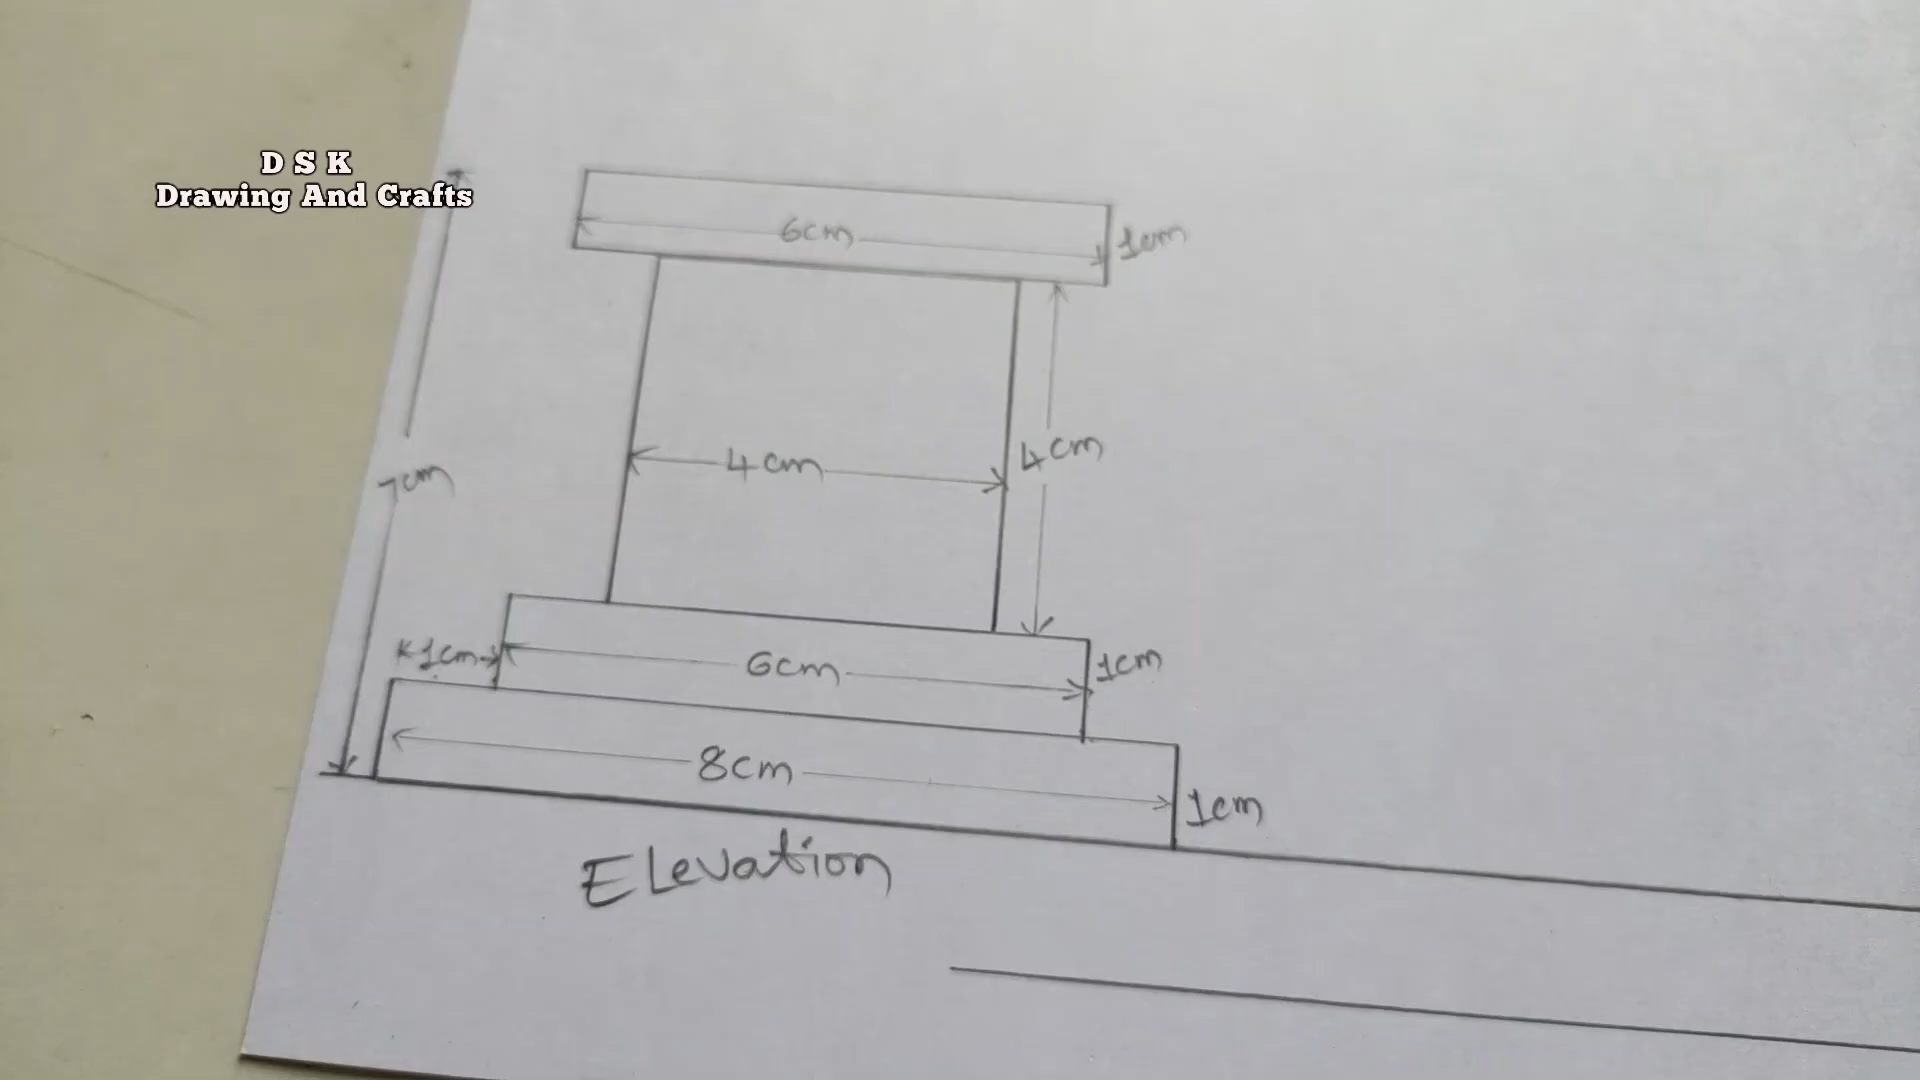 D S K
Drawing And Crafts
6cm
1cm
7cm
4cm
4cm
1cm
6cm
1cm
8cm
1cm
Elevation